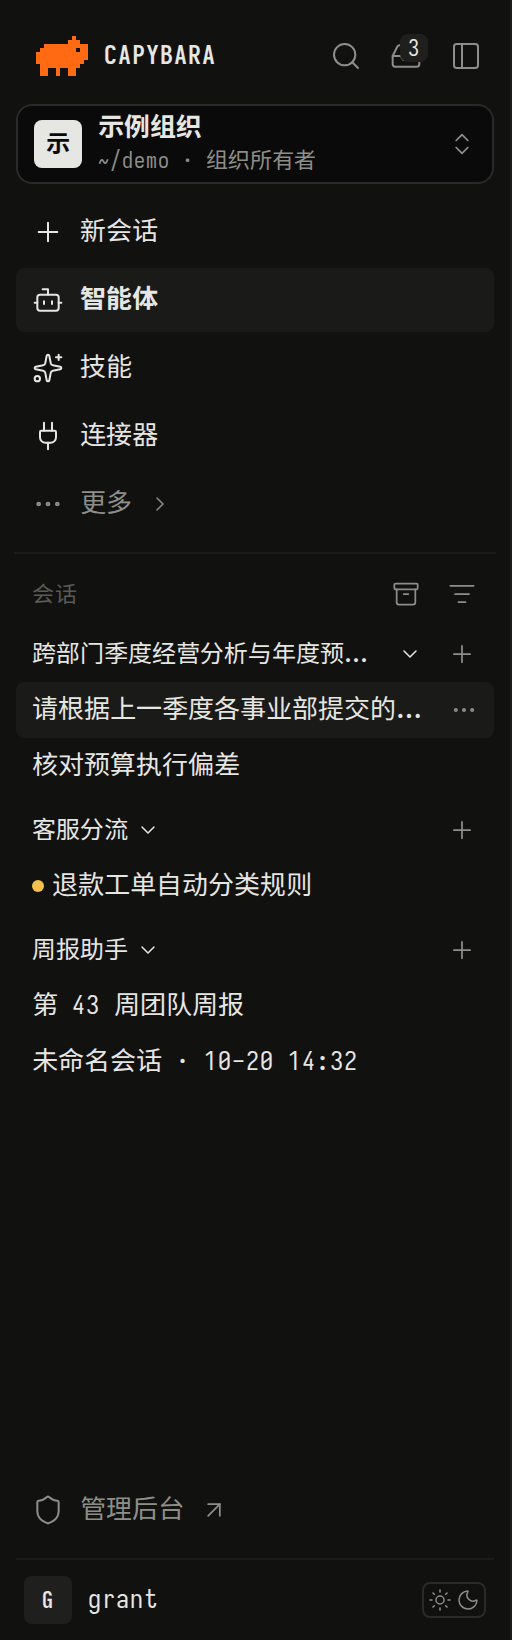 CAPYBARA
3
示
示例组织
~/demo · 组织所有者
新会话
智能体
技能
连接器
更多
会话
跨部门季度经营分析与年度预...
请根据上一季度各事业部提交的...
核对预算执行偏差
客服分流
退款工单自动分类规则
周报助手
第 43 周团队周报
未命名会话 · 10-20 14:32
管理后台
G
grant